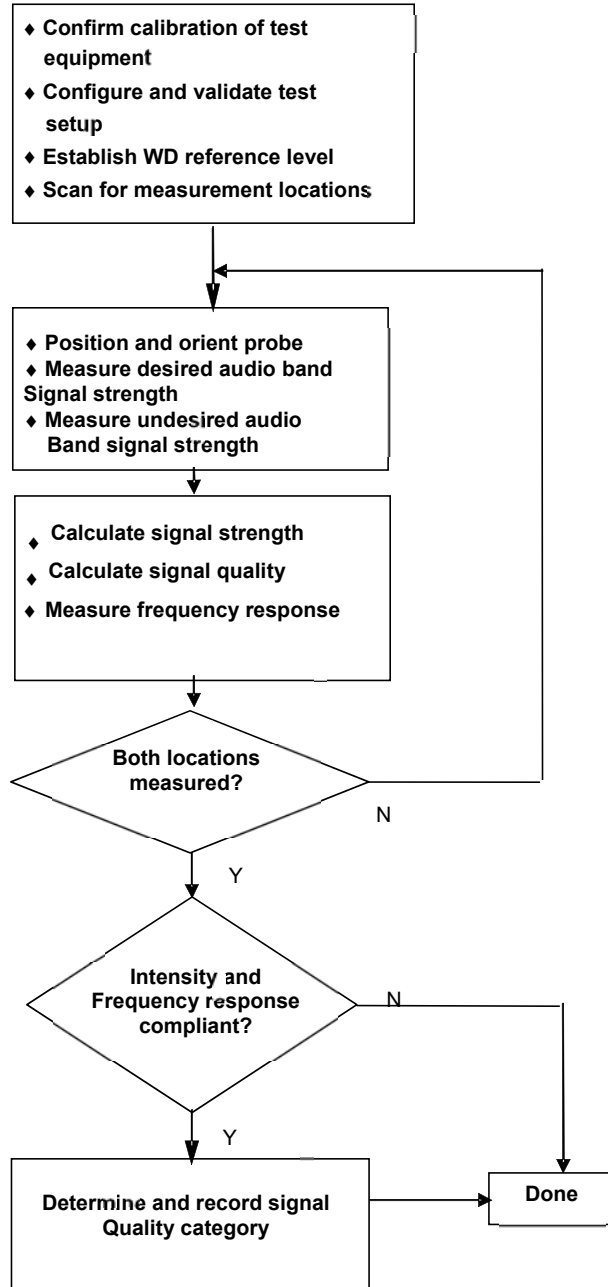 ♦ Confirm calibration of test
equipment
♦ Configure and validate test
setup
♦ Establish WD reference level
♦ Scan for measurement locations
♦ Position and orient probe
♦ Measure desired audio band
Signal strength
♦ Measure undesired audio
Band signal strength
♦ Calculate signal strength
♦ Calculate signal quality
♦ Measure frequency response
Both locations
measured?
N
Y
Intensity and
Frequency response
compliant?
N
Y
Determine and record signal
Quality category
Done